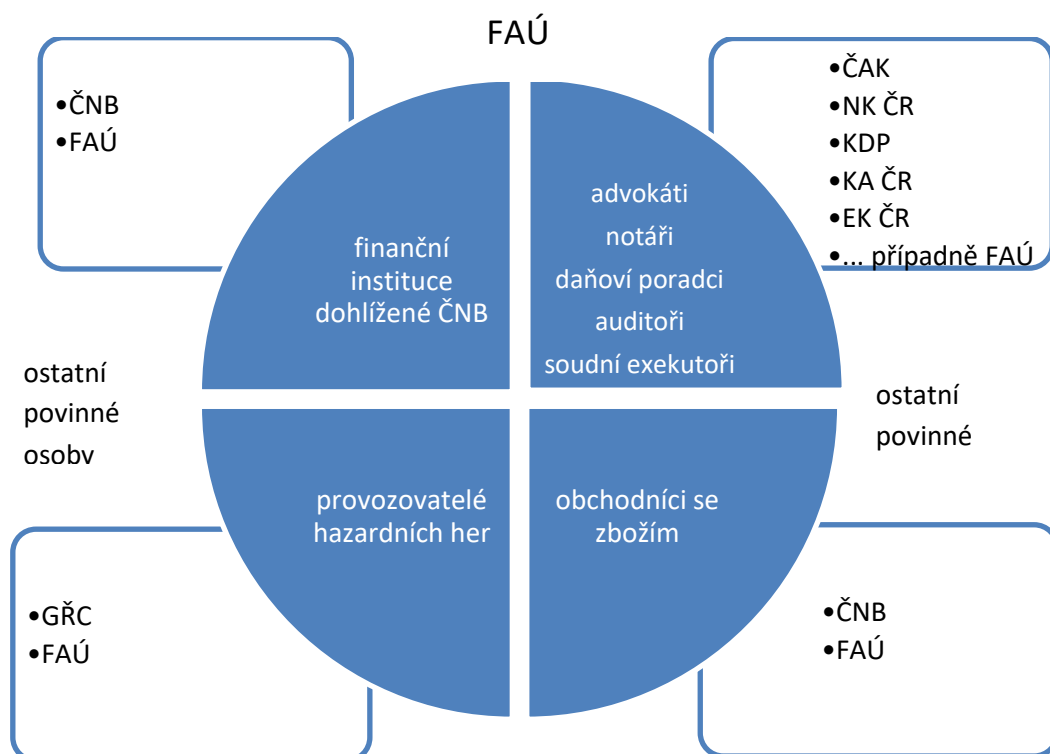 FAÚ
•ČNB
•FAÚ
•ČAK
•NK ČR
•KDP
•KA ČR
•EK ČR
•... případně FAÚ
finanční
instituce
dohlížené ČNB
advokáti
notáři
daňoví poradci
auditoři
soudní exekutoři
ostatní
povinné
osoby
ostatní
povinné
provozovatelé
hazardních her
obchodníci se
zbožím
•GŘC
•FAÚ
•ČNB
•FAÚ